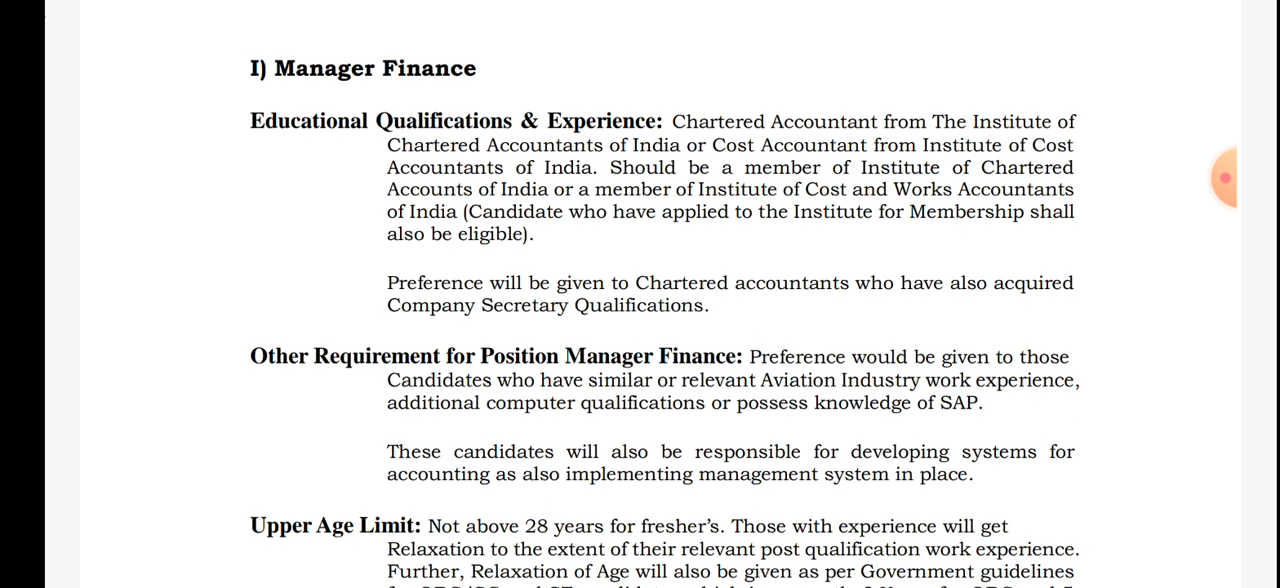 I) Manager Finance
Educational Qualifications & Experience: Chartered Accountant from The Institute of
Chartered Accountants of India or Cost Accountant from Institute of Cost
Accountants of India. Should be a member of Institute of Chartered
Accounts of India or a member of Institute of Cost and Works Accountants
of India (Candidate who have applied to the Institute for Membership shall
also be eligible).
Preference will be given to Chartered accountants who have also acquired
Company Secretary Qualifications.
Other Requirement for Position Manager Finance: Preference would be given to those
Candidates who have similar or relevant Aviation Industry work experience,
additional computer qualifications or possess knowledge of SAP.
These candidates will also be responsible for developing systems for
accounting as also implementing management system in place.
Upper Age Limit: Not above 28 years for fresher's. Those with experience will get
Relaxation to the extent of their relevant post qualification work experience.
Further, Relaxation of Age will also be given as per Government guidelines